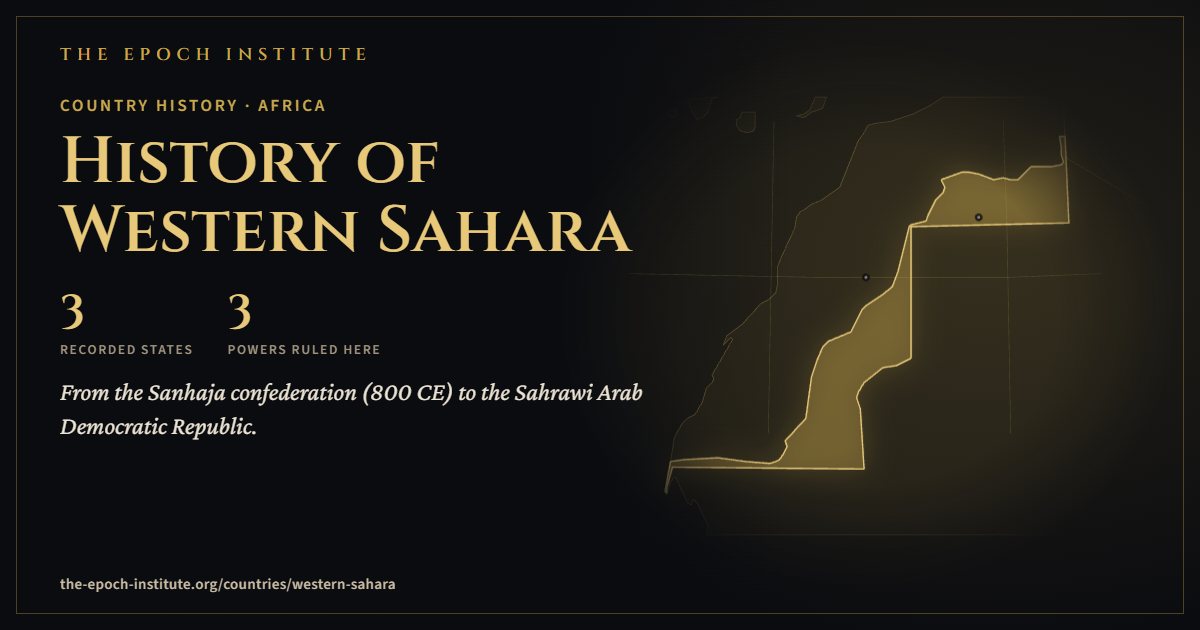 THE EPOCH INSTITUTE
COUNTRY HISTORY · AFRICA
History of
Western Sahara
3 3
RECORDED STATES POWERS RULED HERE
From the Sanhaja confederation (800 CE) to the Sahrawi Arab
Democratic Republic.
the-epoch-institute.org/countries/western-sahara